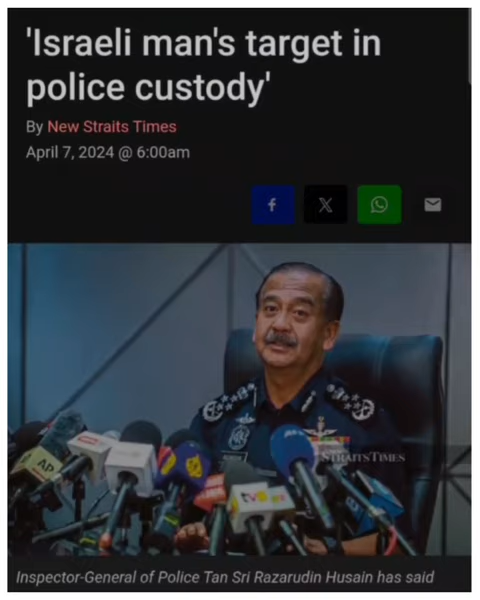 'Israeli man's target in
police custody'
By New Straits Times
April 7, 2024 @ 6:00am
AP
STRAITS TIMES
Inspector-General of Police Tan Sri Razarudin Husain has said